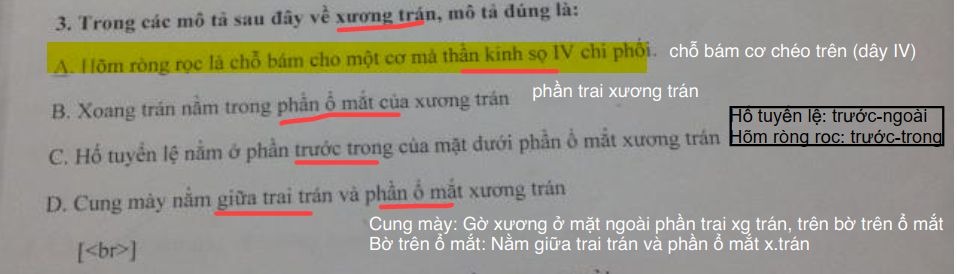 3. Trong các mô tả sau đây về xương trán, mô tả đúng là:
A. Hõm ròng rọc là chỗ bám cho một cơ mà thần kinh sọ IV chi phối.
chỗ bám cơ chéo trên (dây IV)
phần trai xương trán
B. Xoang trán nằm trong phần ổ mắt của xương trán
Hố tuyến lệ: trước-ngoài
Hõm ròng rọc: trước-trong
C. Hố tuyến lệ nằm ở phần trước trong của mặt dưới phần ổ mắt xương trán
D. Cung mày nằm giữa trai trán và phần ổ mắt xương trán
Cung mày: Gờ xương ở mặt ngoài phần trai xg trán, trên bờ trên ổ mắt
Bờ trên ổ mắt: Nằm giữa trai trán và phần ổ mắt x.trán
[<br>]